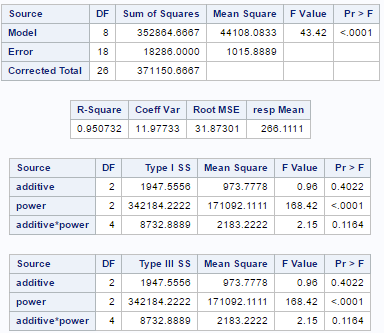 Source DF Sum of Squares Mean Square F Value Pr > F
Model 8 352864.6667 44108.0833 43.42 <.0001
Error 18 18286.0000 1015.8889
Corrected Total 26 371150.6667
R-Square Coeff Var Root MSE resp Mean
0.950732 11.97733 31.87301 266.1111
Source DF Type I SS Mean Square F Value Pr > F
additive 2 1947.5556 973.7778 0.96 0.4022
power 2 342184.2222 171092.1111 168.42 <.0001
additive*power 4 8732.8889 2183.2222 2.15 0.1164
Source DF Type III SS Mean Square F Value Pr > F
additive 2 1947.5556 973.7778 0.96 0.4022
power 2 342184.2222 171092.1111 168.42 <.0001
additive*power 4 8732.8889 2183.2222 2.15 0.1164